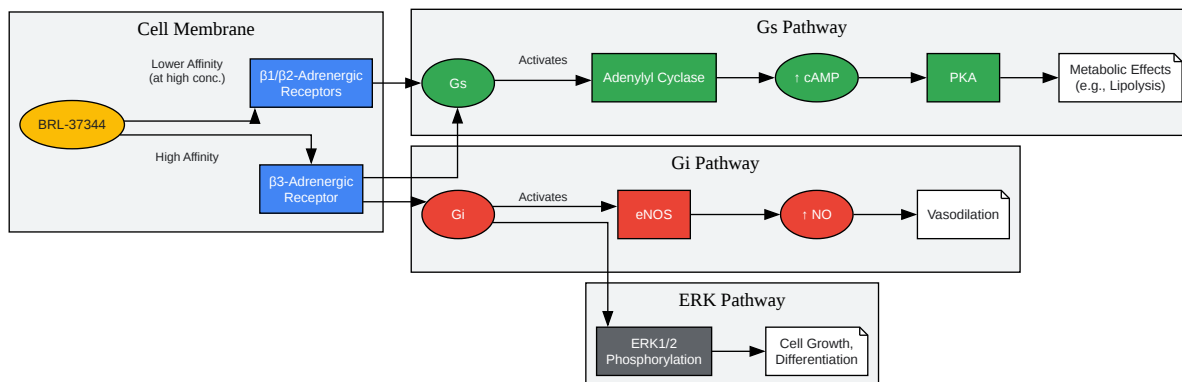 Cell Membrane
Lower Affinity
(at high conc.)
β1/β2-Adrenergic
Receptors
BRL-37344
High Affinity
β3-Adrenergic
Receptor
Gs Pathway
Gs
Activates
Adenylyl Cyclase
↑ cAMP
PKA
Metabolic Effects
(e.g., Lipolysis)
Gi Pathway
Gi
Activates
eNOS
↑ NO
Vasodilation
ERK Pathway
ERK1/2
Phosphorylation
Cell Growth,
Differentiation